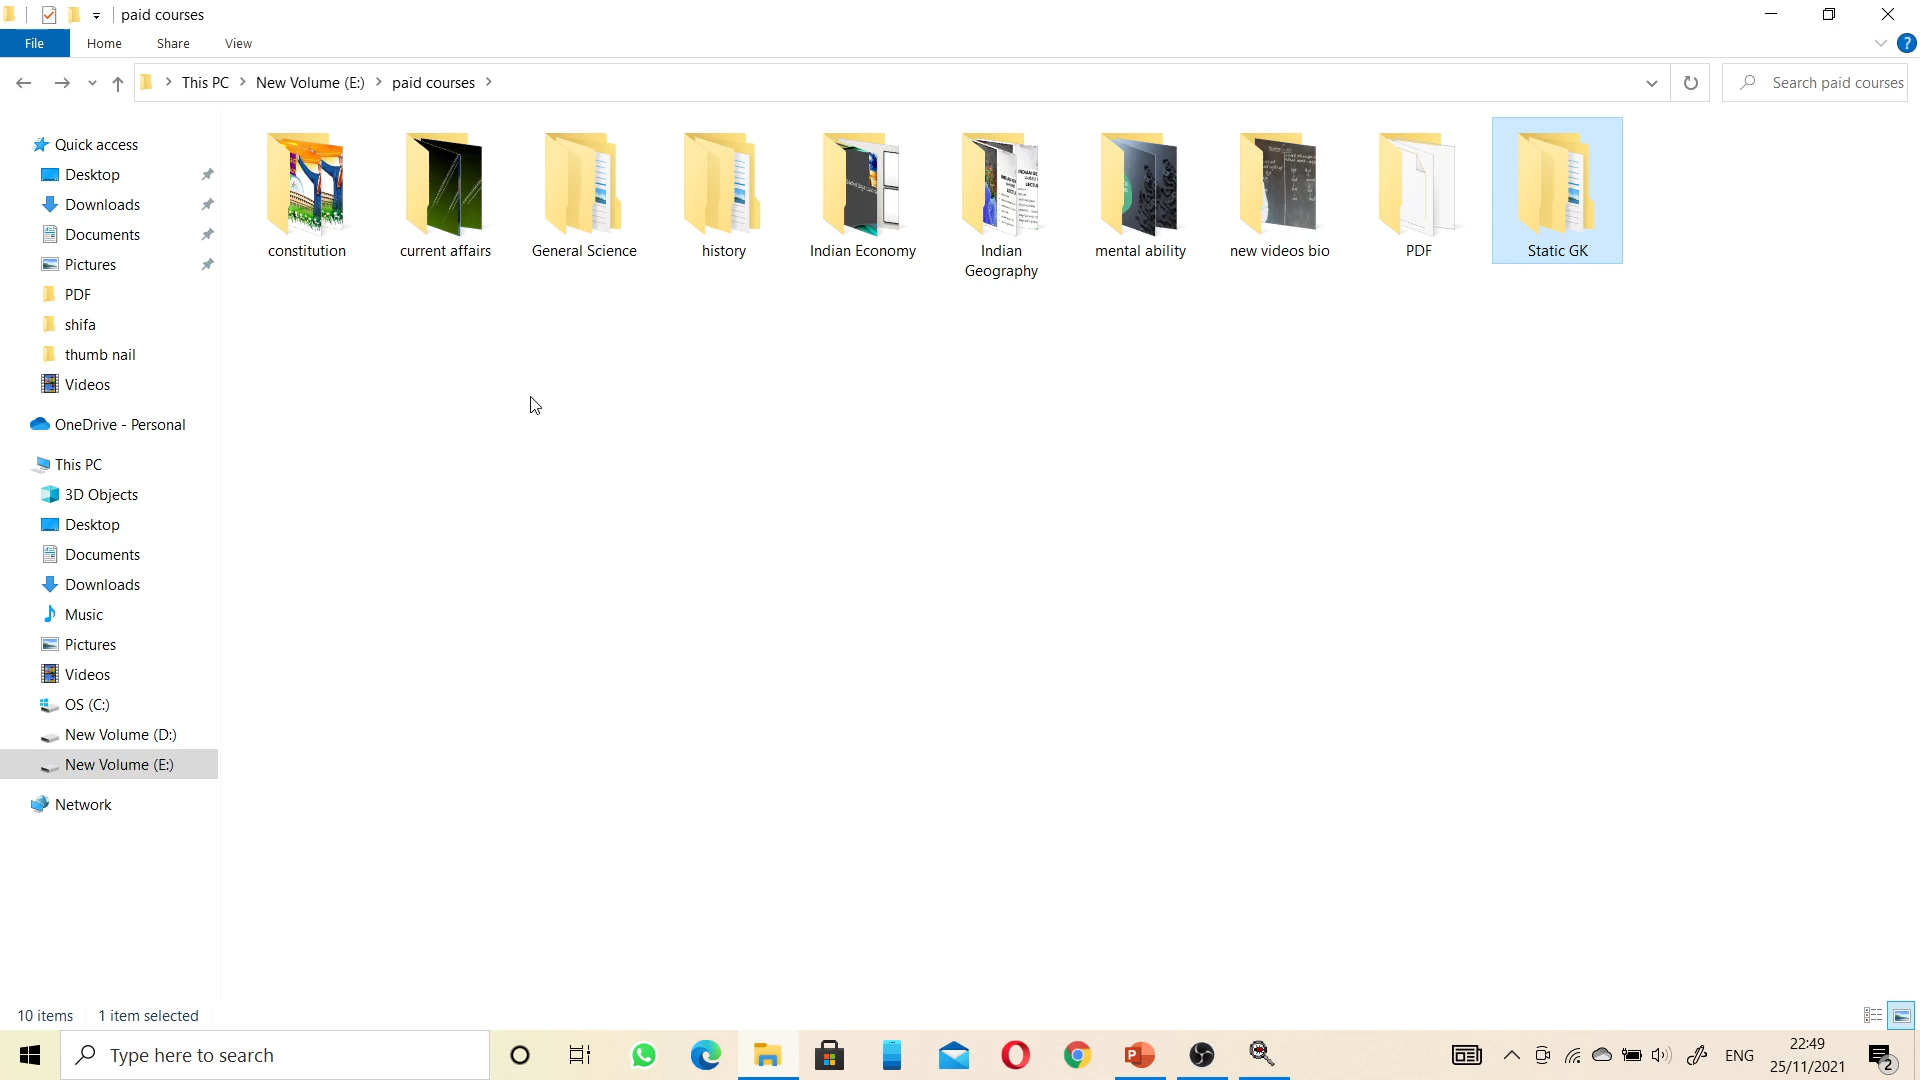 paid courses
File Home Share View
This PC > New Volume (E:) > paid courses >
Search paid courses
Quick access
Desktop
Downloads
Documents
Pictures
PDF
shifa
thumb nail
Videos
OneDrive - Personal
This PC
3D Objects
Desktop
Documents
Downloads
Music
Pictures
Videos
OS (C:)
New Volume (D:)
New Volume (E:)
Network
constitution current affairs General Science history Indian Economy Indian mental ability new videos bio PDF Static GK
Geography
10 items 1 item selected
Type here to search
ENG
22:49
25/11/2021
2